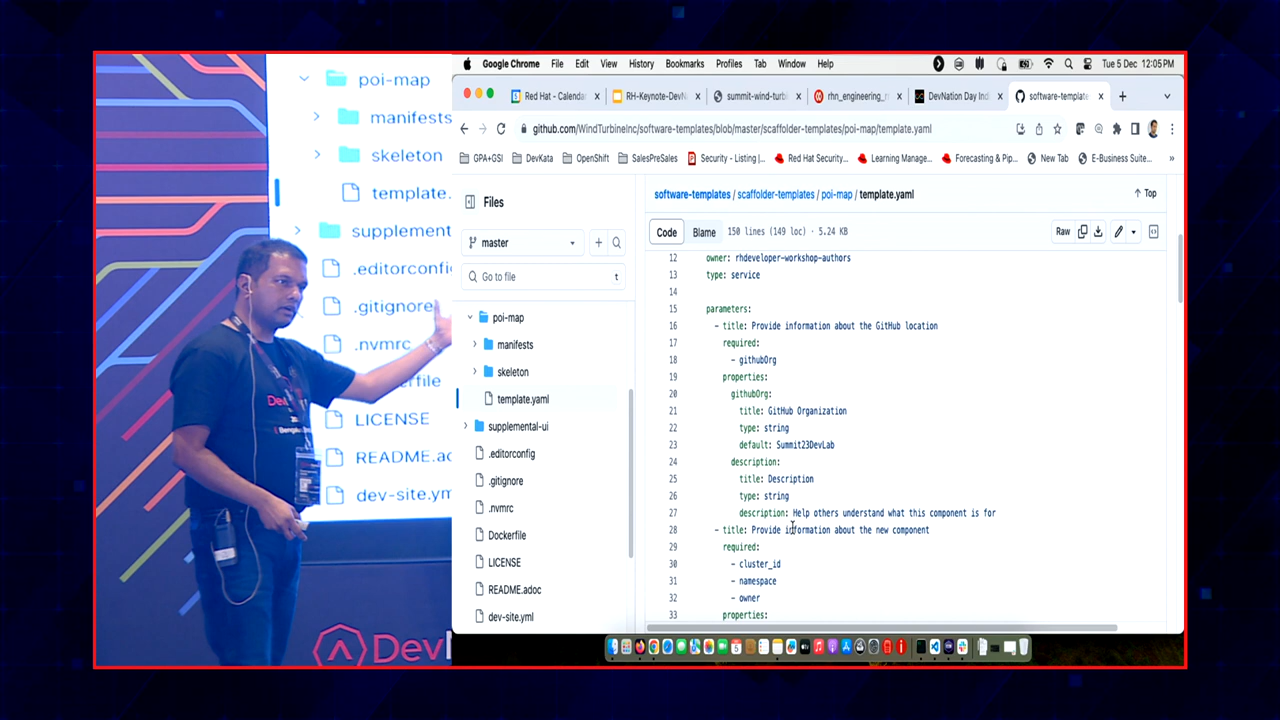 poi-map
manifests
skeleton
template.
supplement
.editorconfi
.gitignore
.nvmrc
erfile
LICENSE
README.ac
dev-site.ym
Dev
Google Chrome File Edit View History Bookmarks Profiles Tab Window Help Tue 5 Dec 12:05 PM
Red Hat - Calenda RH-Keynote-DevN summit-wind-turb rhn_engineering_r DevNation Day Ind software-template
github.com/WindTurbineInc/software-templates/blob/master/scaffolder-templates/poi-map/template.yaml
GPA+GSI DevKata OpenShift SalesPreSales Security - Listing |... Red Hat Security... Learning Manage... Forecasting & Pip... New Tab E-Business Suite... »
Files
master
Go to file t
poi-map
manifests
skeleton
template.yaml
supplemental-ui
.editorconfig
.gitignore
.nvmrc
Dockerfile
LICENSE
README.adoc
dev-site.yml
software-templates / scaffolder-templates / poi-map / template.yaml Top
Code Blame 150 lines (149 loc) · 5.24 KB Raw
12 owner: rhdeveloper-workshop-authors
13 type: service
14
15 parameters:
16 - title: Provide information about the GitHub location
17 required:
18 - githubOrg
19 properties:
20 githubOrg:
21 title: GitHub Organization
22 type: string
23 default: Summit23DevLab
24 description:
25 title: Description
26 type: string
27 description: Help others understand what this component is for
28 - title: Provide information about the new component
29 required:
30 - cluster_id
31 - namespace
32 - owner
33 properties: